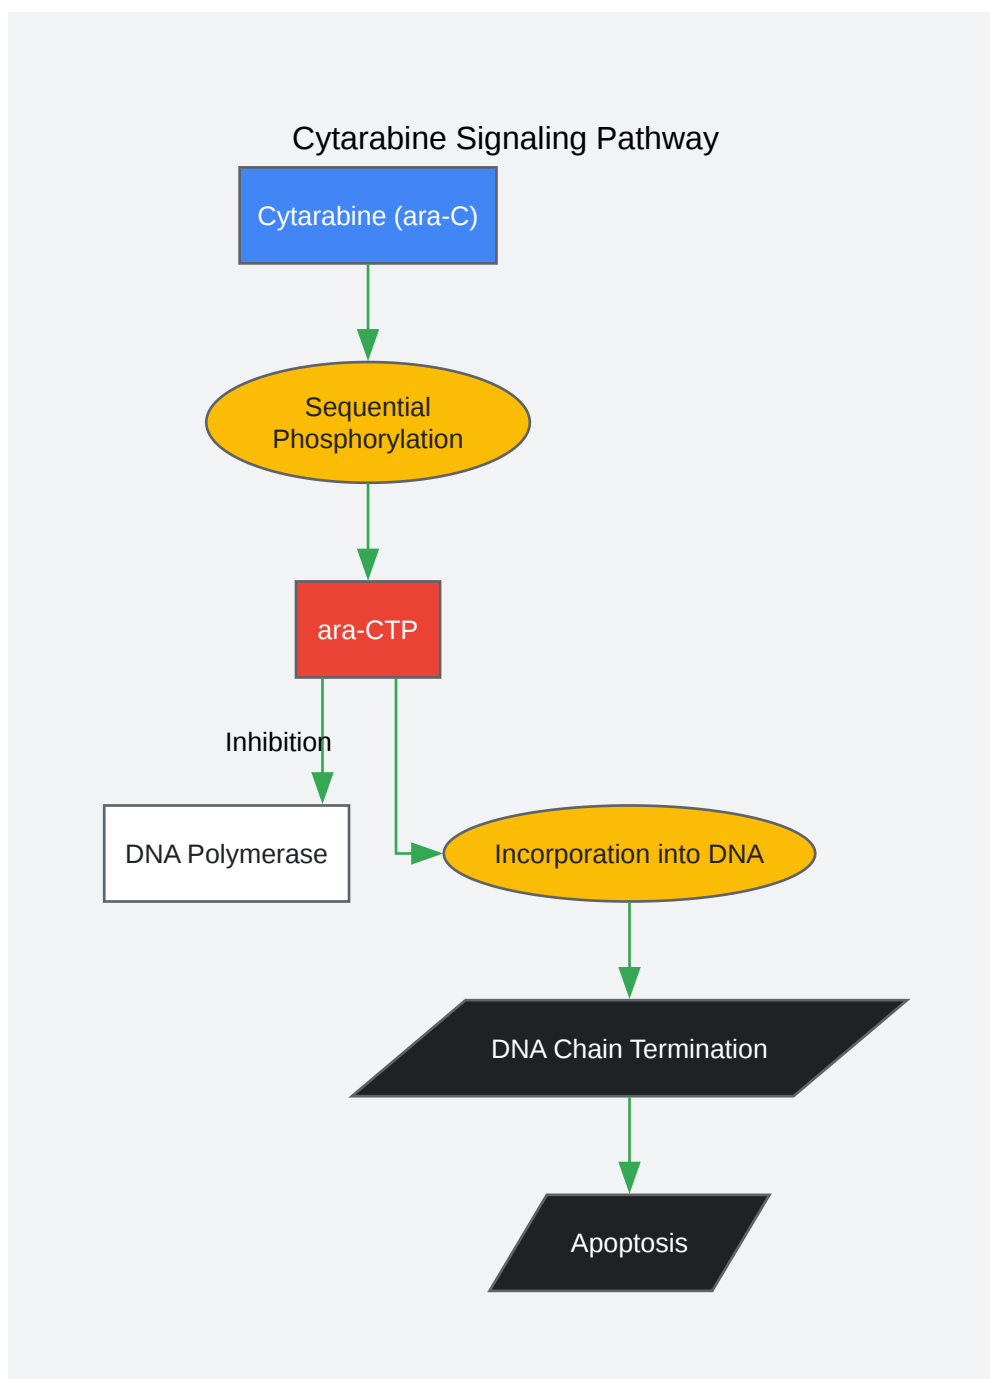 Cytarabine Signaling Pathway
Cytarabine (ara-C)
Sequential
Phosphorylation
ara-CTP
Inhibition
DNA Polymerase
Incorporation into DNA
DNA Chain Termination
Apoptosis